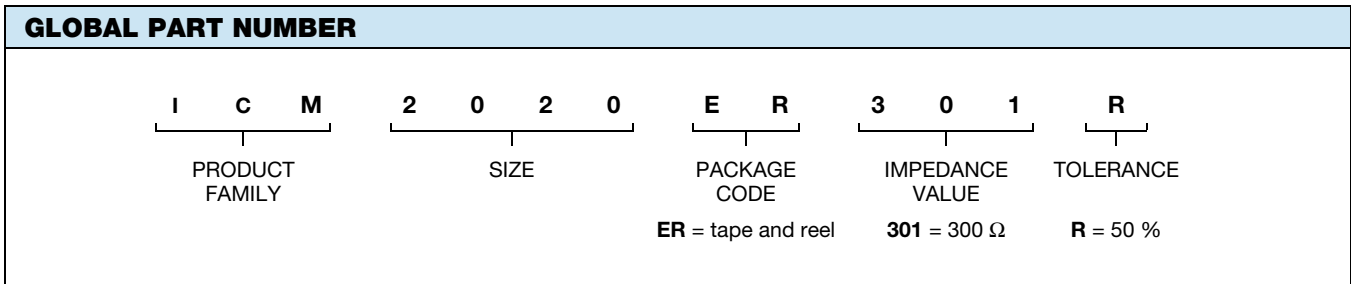 GLOBAL PART NUMBER
I C M 2 0 2 0 E R 3 0 1 R
PRODUCT FAMILY
SIZE
PACKAGE CODE
IMPEDANCE VALUE
TOLERANCE
ER = tape and reel
301 = 300 Ω
R = 50 %